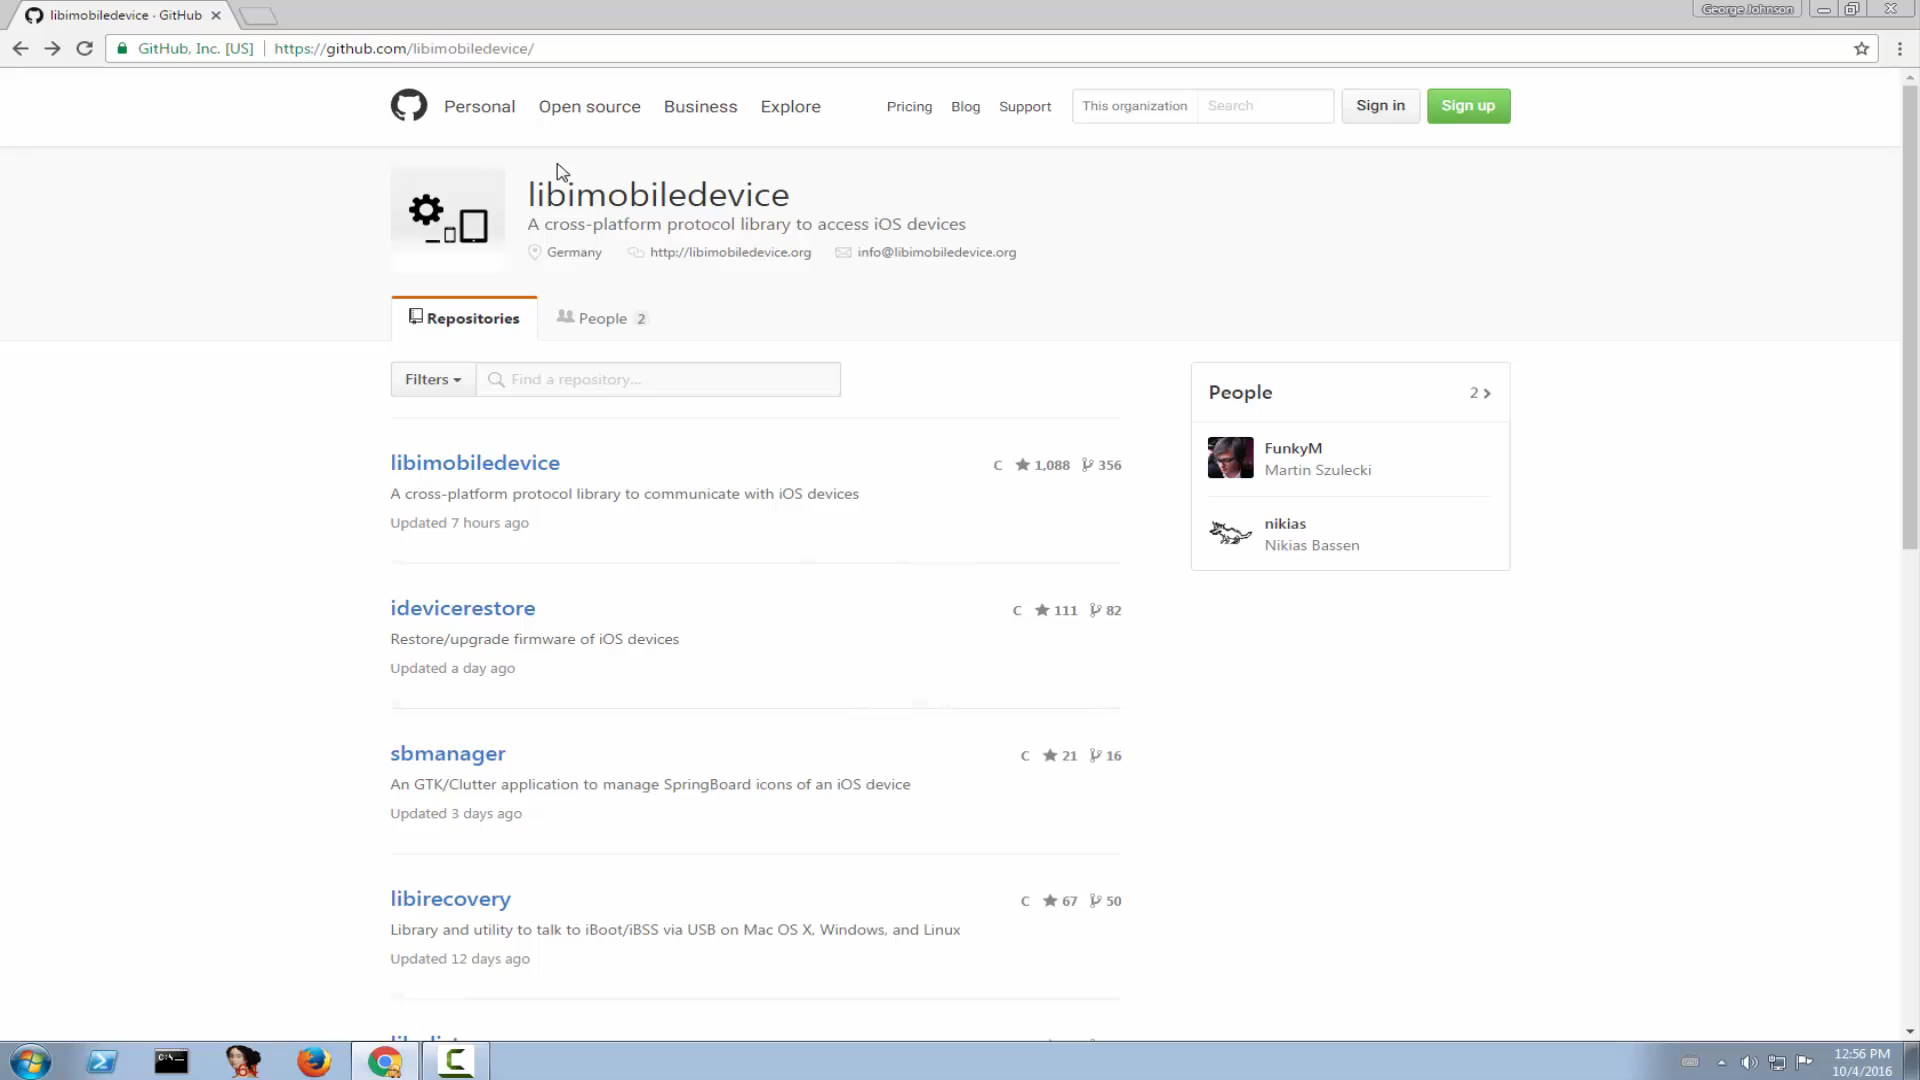 libimobiledevice · GitHub
George Johnson
GitHub, Inc. [US] https://github.com/libimobiledevice/
Personal Open source Business Explore Pricing Blog Support This organization Search Sign in Sign up
libimobiledevice
A cross-platform protocol library to access iOS devices
Germany http://libimobiledevice.org info@libimobiledevice.org
Repositories People 2
Filters Find a repository...
People 2
libimobiledevice C 1,088 356
A cross-platform protocol library to communicate with iOS devices
Updated 7 hours ago
FunkyM
Martin Szulecki
nikias
Nikias Bassen
idevicerestore C 111 82
Restore/upgrade firmware of iOS devices
Updated a day ago
sbmanager C 21 16
An GTK/Clutter application to manage SpringBoard icons of an iOS device
Updated 3 days ago
libirecovery C 67 50
Library and utility to talk to iBoot/iBSS via USB on Mac OS X, Windows, and Linux
Updated 12 days ago
C:\_
64
12:56 PM
10/4/2016